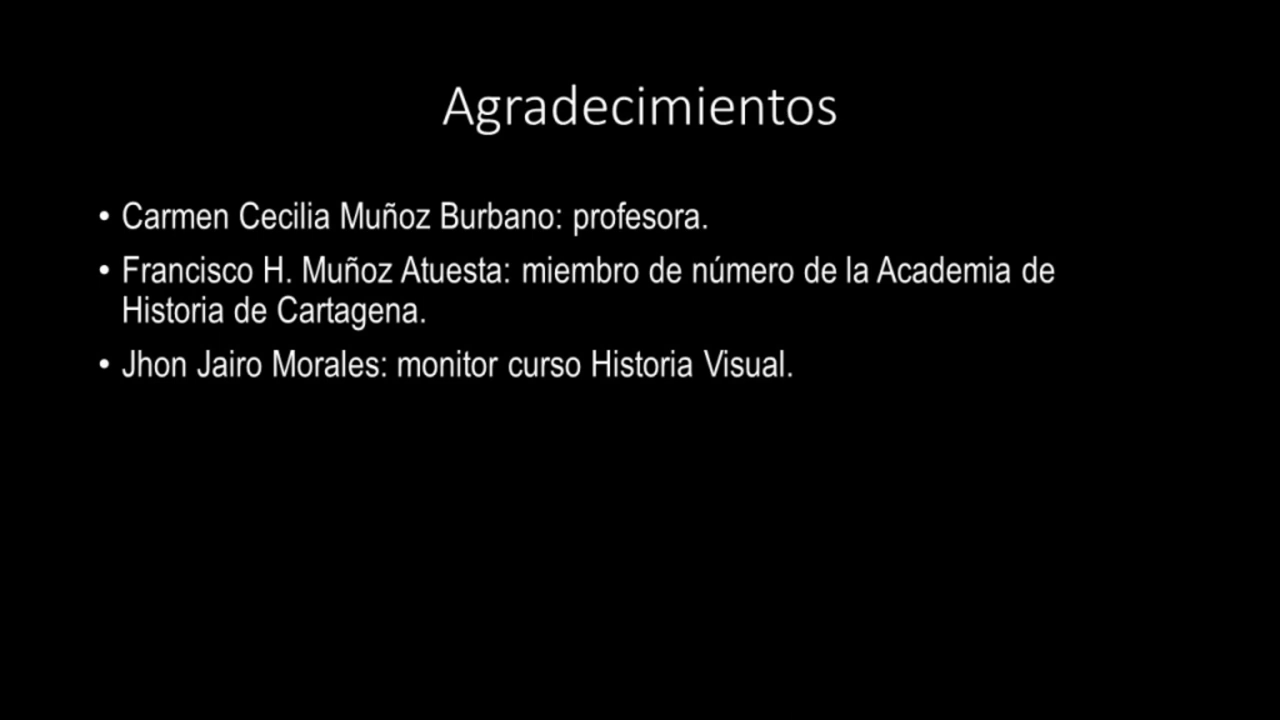 Agradecimientos
• Carmen Cecilia Muñoz Burbano: profesora.
• Francisco H. Muñoz Atuesta: miembro de número de la Academia de
Historia de Cartagena.
• Jhon Jairo Morales: monitor curso Historia Visual.